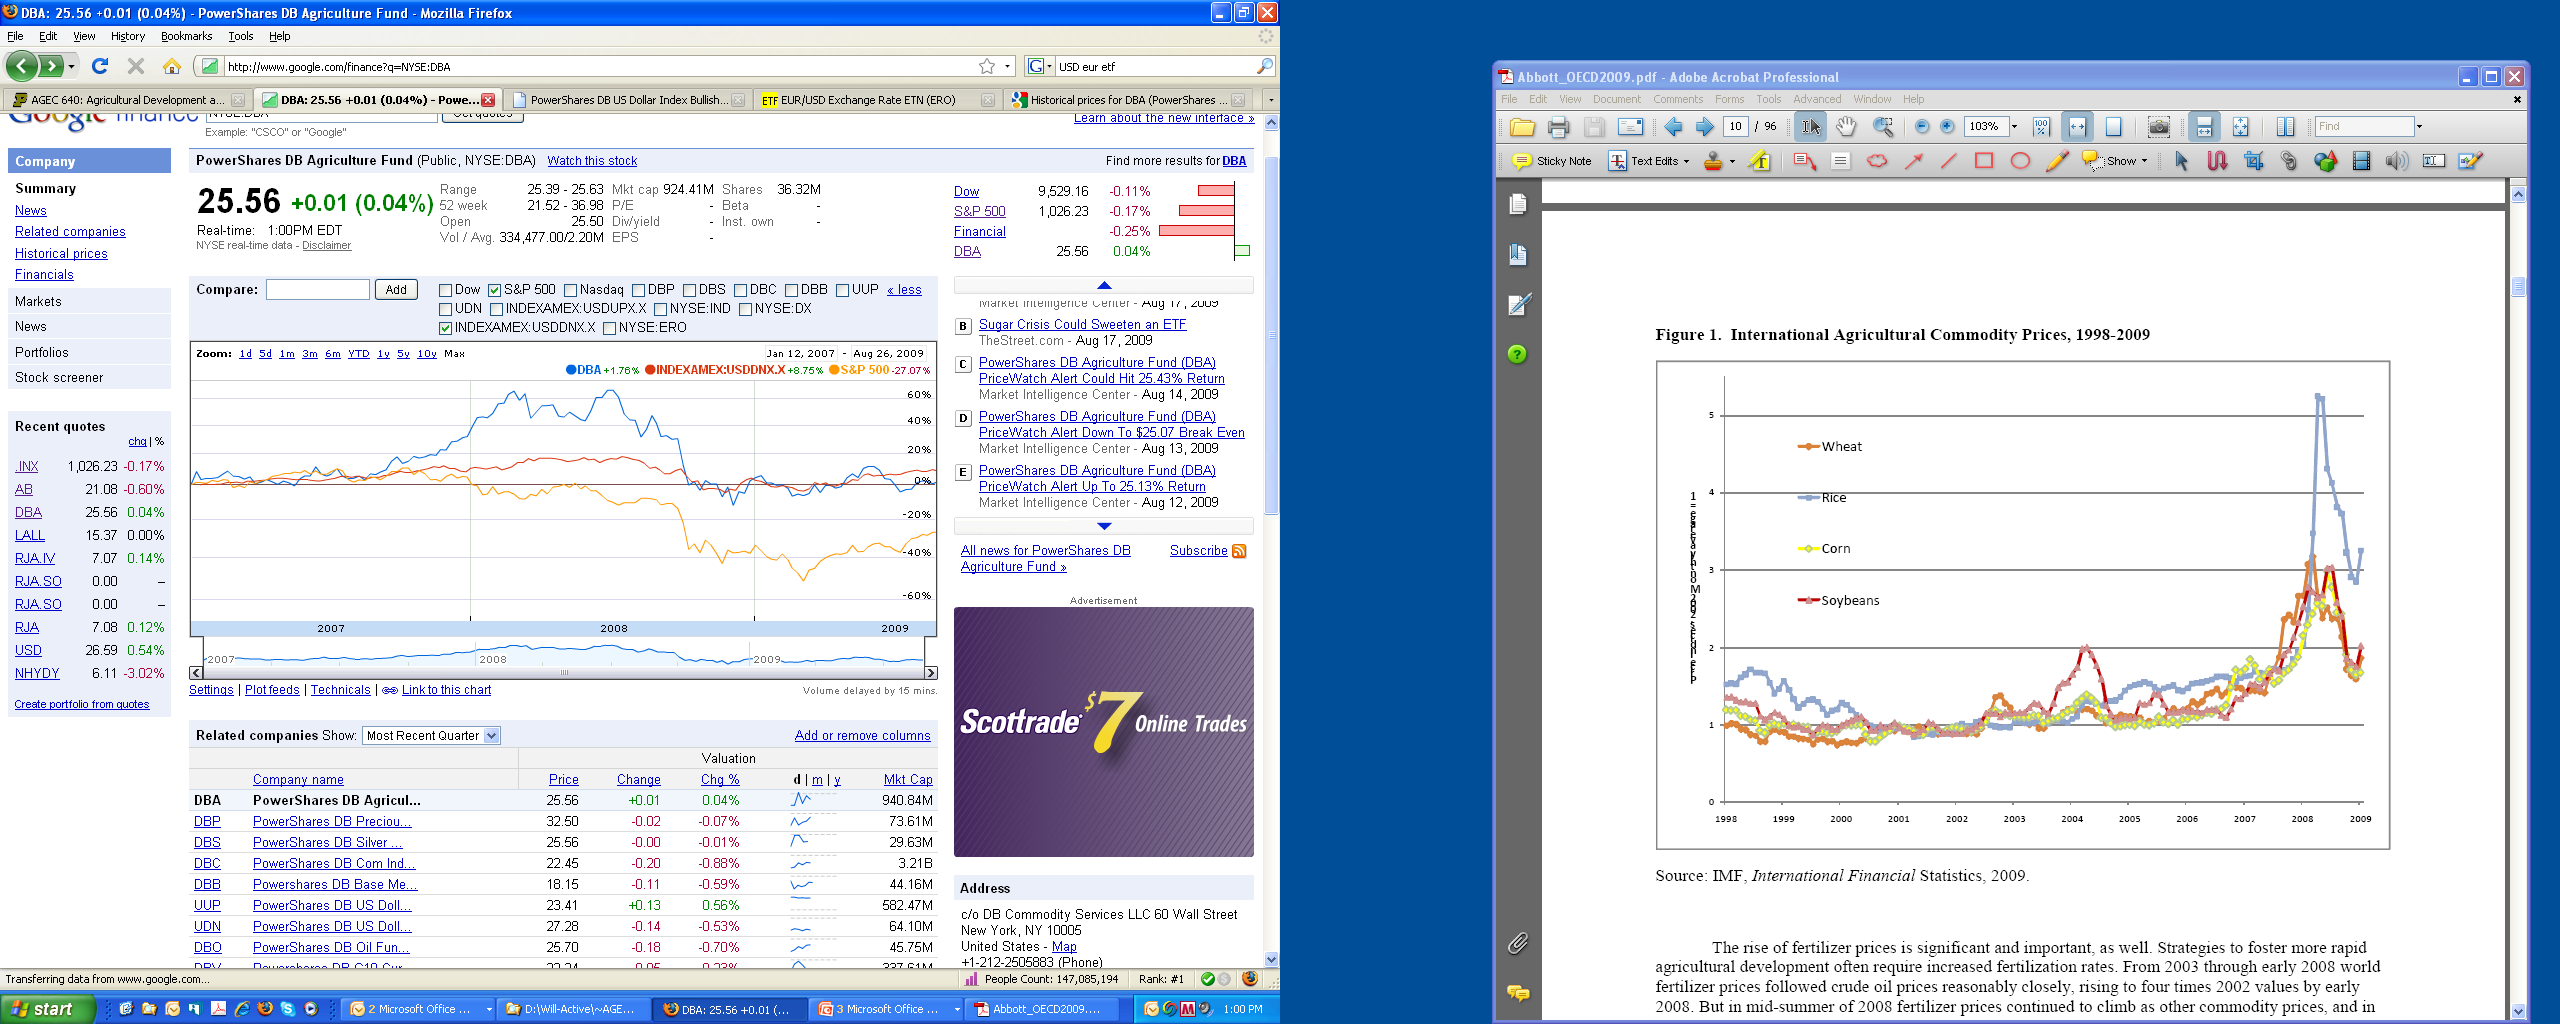 DBA: 25.56 +0.01 (0.04%) - PowerShares DB Agriculture Fund - Mozilla Firefox
File Edit View History Bookmarks Tools Help
http://www.google.com/finance?q=NYSE:DBA
USD eur etf
AGEC 640: Agricultural Development a...
DBA: 25.56 +0.01 (0.04%) - Powe...
PowerShares DB US Dollar Index Bullish...
ETF EUR/USD Exchange Rate ETN (ERO)
Historical prices for DBA (PowerShares ...
Google finance
NYSE:DBA
Get quotes
Learn about the new interface »
Example: "CSCO" or "Google"
Company
Summary
News
Related companies
Historical prices
Financials
Markets
News
Portfolios
Stock screener
Recent quotes
chg | %
.INX 1,026.23 -0.17%
AB 21.08 -0.60%
DBA 25.56 0.04%
LALL 15.37 0.00%
RJA.IV 7.07 0.14%
RJA.SO 0.00 –
RJA.SO 0.00 –
RJA 7.08 0.12%
USD 26.59 0.54%
NHYDY 6.11 -3.02%
Create portfolio from quotes
PowerShares DB Agriculture Fund (Public, NYSE:DBA) Watch this stock
Find more results for DBA
25.56 +0.01 (0.04%)
Real-time: 1:00PM EDT
NYSE real-time data - Disclaimer
Range 25.39 - 25.63 Mkt cap 924.41M Shares 36.32M
52 week 21.52 - 36.98 P/E - Beta -
Open 25.50 Div/yield - Inst. own -
Vol / Avg. 334,477.00/2.20M EPS -
Dow 9,529.16 -0.11%
S&P 500 1,026.23 -0.17%
Financial -0.25%
DBA 25.56 0.04%
Compare: Add
Dow S&P 500 Nasdaq DBP DBS DBC DBB UUP « less
UDN INDEXAMEX:USDUPX.X NYSE:IND NYSE:DX
INDEXAMEX:USDDNX.X NYSE:ERO
Zoom: 1d 5d 1m 3m 6m YTD 1y 5y 10y Max
Jan 12, 2007 - Aug 26, 2009
DBA +1.76% INDEXAMEX:USDDNX.X +8.75% S&P 500 -27.07%
60%
40%
20%
0%
-20%
-40%
-60%
2007 2008 2009
2007 2008 2009
Settings | Plot feeds | Technicals | Link to this chart
Volume delayed by 15 mins.
Market Intelligence Center - Aug 17, 2009
B Sugar Crisis Could Sweeten an ETF
TheStreet.com - Aug 17, 2009
C PowerShares DB Agriculture Fund (DBA)
PriceWatch Alert Could Hit 25.43% Return
Market Intelligence Center - Aug 14, 2009
D PowerShares DB Agriculture Fund (DBA)
PriceWatch Alert Down To $25.07 Break Even
Market Intelligence Center - Aug 13, 2009
E PowerShares DB Agriculture Fund (DBA)
PriceWatch Alert Up To 25.13% Return
Market Intelligence Center - Aug 12, 2009
All news for PowerShares DB
Agriculture Fund »
Subscribe
Advertisement
Scottrade $7 Online Trades
Related companies Show: Most Recent Quarter
Add or remove columns
Valuation
Company name Price Change Chg % d | m | y Mkt Cap
DBA PowerShares DB Agricul... 25.56 +0.01 0.04% 940.84M
DBP PowerShares DB Preciou... 32.50 -0.02 -0.07% 73.61M
DBS PowerShares DB Silver ... 25.56 -0.00 -0.01% 29.63M
DBC PowerShares DB Com Ind... 22.45 -0.20 -0.88% 3.21B
DBB Powershares DB Base Me... 18.15 -0.11 -0.59% 44.16M
UUP PowerShares DB US Doll... 23.41 +0.13 0.56% 582.47M
UDN PowerShares DB US Doll... 27.28 -0.14 -0.53% 64.10M
DBO PowerShares DB Oil Fun... 25.70 -0.18 -0.70% 45.75M
Address
c/o DB Commodity Services LLC 60 Wall Street
New York, NY 10005
United States - Map
+1-212-2505883 (Phone)
Transferring data from www.google.com...
People Count: 147,085,194 Rank: #1
start
2 Microsoft Office ...
D:\Will-Active\~AGE...
DBA: 25.56 +0.01 (...
3 Microsoft Office ...
Abbott_OECD2009....
1:00 PM
Abbott_OECD2009.pdf - Adobe Acrobat Professional
File Edit View Document Comments Forms Tools Advanced Window Help
10 / 96
103%
Find
Sticky Note Text Edits Show
Figure 1. International Agricultural Commodity Prices, 1998-2009
5
4
3
2
1
0
Wheat
Rice
Corn
Soybeans
1998 1999 2000 2001 2002 2003 2004 2005 2006 2007 2008 2009
Source: IMF, International Financial Statistics, 2009.
The rise of fertilizer prices is significant and important, as well. Strategies to foster more rapid
agricultural development often require increased fertilization rates. From 2003 through early 2008 world
fertilizer prices followed crude oil prices reasonably closely, rising to four times 2002 values by early
2008. But in mid-summer of 2008 fertilizer prices continued to climb as other commodity prices, and in